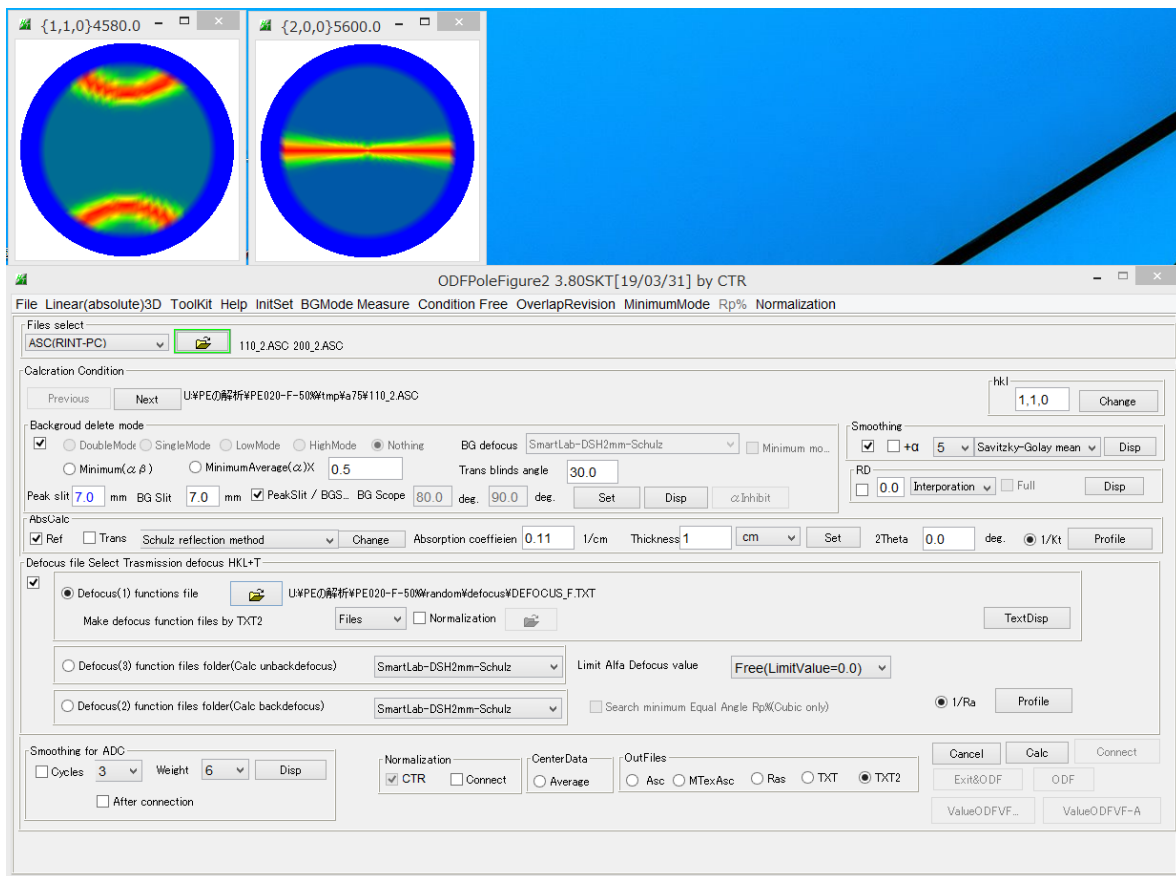 {1,1,0}4580.0
{2,0,0}5600.0
ODFPoleFigure2 3.80SKT[19/03/31] by CTR
File Linear(absolute)3D ToolKit Help InitSet BGMode Measure Condition Free OverlapRevision MinimumMode Rp% Normalization
Files select
ASC(RINT-PC) 110_2.ASC 200_2.ASC
Calcration Condition
Previous Next U:¥PEの解析¥PE020-F-50%¥tmp¥a75¥110_2.ASC
hkl
1,1,0 Change
Backgroud delete mode
DoubleMode SingleMode LowMode HighMode Nothing BG defocus SmartLab-DSH2mm-Schulz Minimum mo...
Minimum(αβ) MinimumAverage(α)X 0.5 Trans blinds angle 30.0
Peak slit 7.0 mm BG Slit 7.0 mm PeakSlit / BGS... BG Scope 80.0 deg. 90.0 deg. Set Disp αInhibit
Smoothing
+α 5 Savitzky-Golay mean Disp
RD
0.0 Interporation Full Disp
AbsCalc
Ref Trans Schulz reflection method Change Absorption coeffieien 0.11 1/cm Thickness 1 cm Set 2Theta 0.0 deg. 1/Kt Profile
Defocus file Select Trasmission defocus HKL+T
Defocus(1) functions file U:¥PEの解析¥PE020-F-50%¥random¥defocus¥DEFOCUS_F.TXT
Make defocus function files by TXT2 Files Normalization TextDisp
Defocus(3) function files folder(Calc unbackdefocus) SmartLab-DSH2mm-Schulz Limit Alfa Defocus value Free(LimitValue=0.0)
Defocus(2) function files folder(Calc backdefocus) SmartLab-DSH2mm-Schulz Search minimum Equal Angle Rp%(Cubic only) 1/Ra Profile
Smoothing for ADC
Cycles 3 Weight 6 Disp
After connection
Normalization
CTR Connect
CenterData
Average
OutFiles
Asc MTexAsc Ras TXT TXT2
Cancel Calc Connect
Exit&ODF ODF
ValueODFVF... ValueODFVF-A